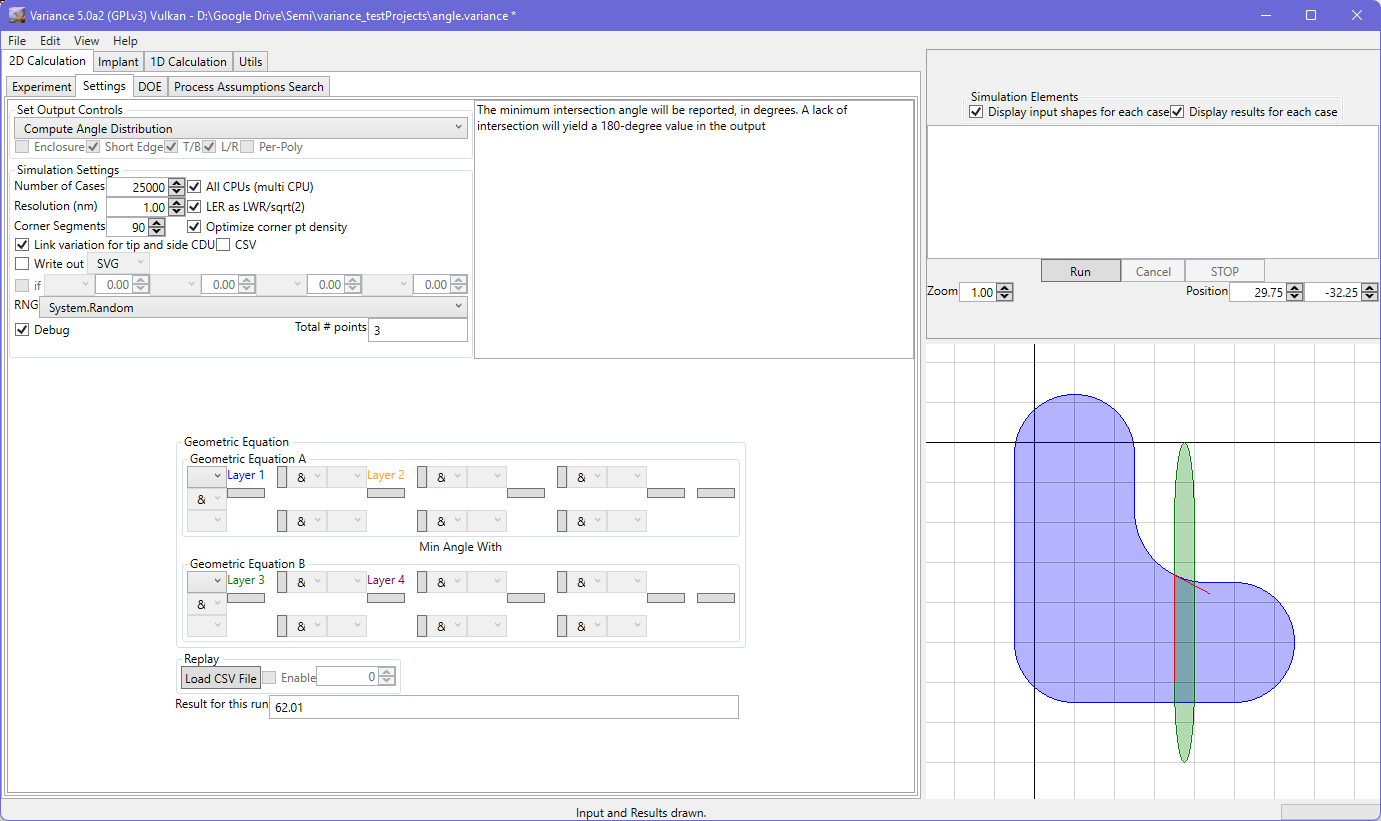 Variance 5.0a2 (GPLv3) Vulkan - D:\Google Drive\Semi\variance_testProjects\angle.variance *
File Edit View Help
2D Calculation Implant 1D Calculation Utils
Experiment Settings DOE Process Assumptions Search
Set Output Controls
Compute Angle Distribution
Enclosure Short Edge T/B L/R Per-Poly
The minimum intersection angle will be reported, in degrees. A lack of
intersection will yield a 180-degree value in the output
Simulation Settings
Number of Cases 25000 All CPUs (multi CPU)
Resolution (nm) 1.00 LER as LWR/sqrt(2)
Corner Segments 90 Optimize corner pt density
Link variation for tip and side CDU CSV
Write out SVG
if 0.00 0.00 0.00 0.00
RNG System.Random
Debug Total # points 3
Geometric Equation
Geometric Equation A
Layer 1 & Layer 2 & &
&
& & &
Min Angle With
Geometric Equation B
Layer 3 & Layer 4 & &
&
& & &
Replay
Load CSV File Enable 0
Result for this run 62.01
Simulation Elements
Display input shapes for each case Display results for each case
Run Cancel STOP
Zoom 1.00 Position 29.75 -32.25
Input and Results drawn.